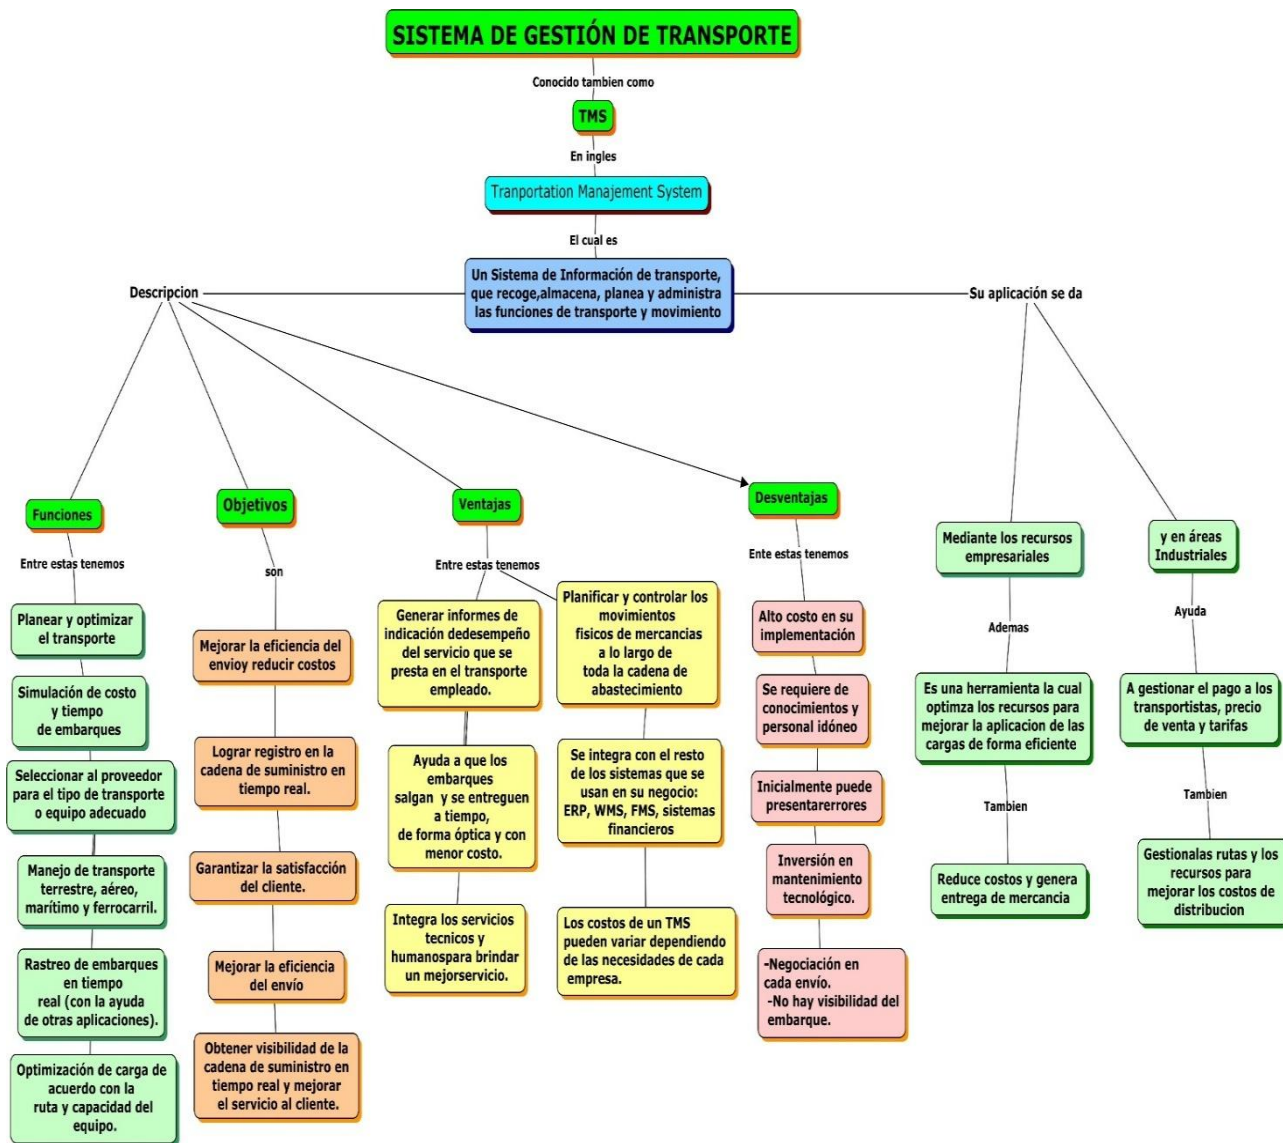 SISTEMA DE GESTIÓN DE TRANSPORTE
Conocido tambien como
TMS
En ingles
Tranportation Manajement System
El cual es
Un Sistema de Información de transporte,
que recoge,almacena, planea y administra
las funciones de transporte y movimiento
Descripcion
Su aplicación se da
Funciones
Entre estas tenemos
Planear y optimizar
el transporte
Simulación de costo
y tiempo
de embarques
Seleccionar al proveedor
para el tipo de transporte
o equipo adecuado
Manejo de transporte
terrestre, aéreo,
marítimo y ferrocarril.
Rastreo de embarques
en tiempo
real (con la ayuda
de otras aplicaciones).
Optimización de carga de
acuerdo con la
ruta y capacidad del
equipo.
Objetivos
son
Mejorar la eficiencia del
envioy reducir costos
Lograr registro en la
cadena de suministro en
tiempo real.
Garantizar la satisfacción
del cliente.
Mejorar la eficiencia
del envío
Obtener visibilidad de la
cadena de suministro en
tiempo real y mejorar
el servicio al cliente.
Ventajas
Entre estas tenemos
Generar informes de
indicación dedesempeño
del servicio que se
presta en el transporte
empleado.
Ayuda a que los
embarques
salgan y se entreguen
a tiempo,
de forma óptica y con
menor costo.
Integra los servicios
tecnicos y
humanospara brindar
un mejorservicio.
Planificar y controlar los
movimientos
fisicos de mercancias
a lo largo de
toda la cadena de
abastecimiento
Se integra con el resto
de los sistemas que se
usan en su negocio:
ERP, WMS, FMS, sistemas
financieros
Los costos de un TMS
pueden variar dependiendo
de las necesidades de cada
empresa.
Desventajas
Ente estas tenemos
Alto costo en su
implementación
Se requiere de
conocimientos y
personal idóneo
Inicialmente puede
presentarerrores
Inversión en
mantenimiento
tecnológico.
-Negociación en
cada envío.
-No hay visibilidad del
embarque.
Mediante los recursos
empresariales
Ademas
Es una herramienta la cual
optimza los recursos para
mejorar la aplicacion de las
cargas de forma eficiente
Tambien
Reduce costos y genera
entrega de mercancia
y en áreas
Industriales
Ayuda
A gestionar el pago a los
transportistas, precio
de venta y tarifas
Tambien
Gestionalas rutas y los
recursos para
mejorar los costos de
distribucion